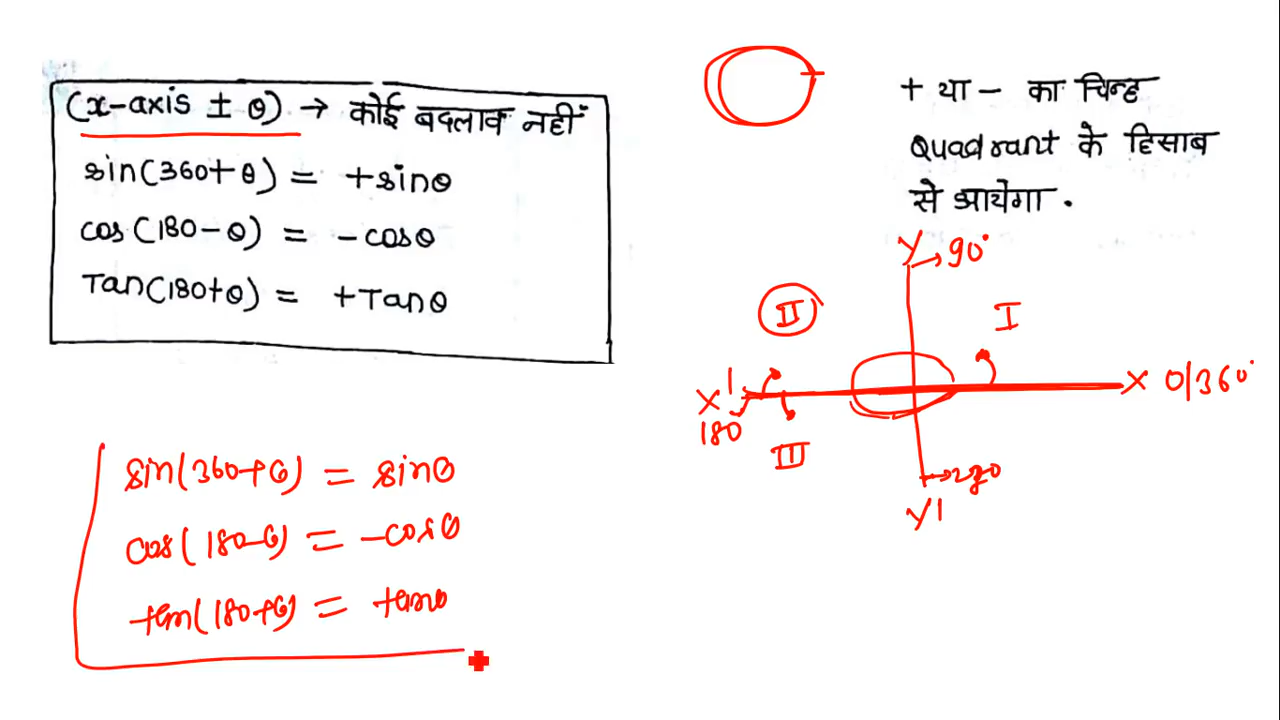 (x-axis ± θ) → कोई बदलाव नहीं
sin(360+θ) = +sinθ
cos(180-θ) = -cosθ
Tan(180+θ) = +Tanθ
+ या - का चिन्ह
Quadrant के हिसाब
से आयेगा.
Y → 90°
II
I
X' 180
X 0/360°
III
→ 270
Y'
sin(360+θ) = sinθ
cos(180-θ) = -cosθ
tan(180+θ) = tanθ